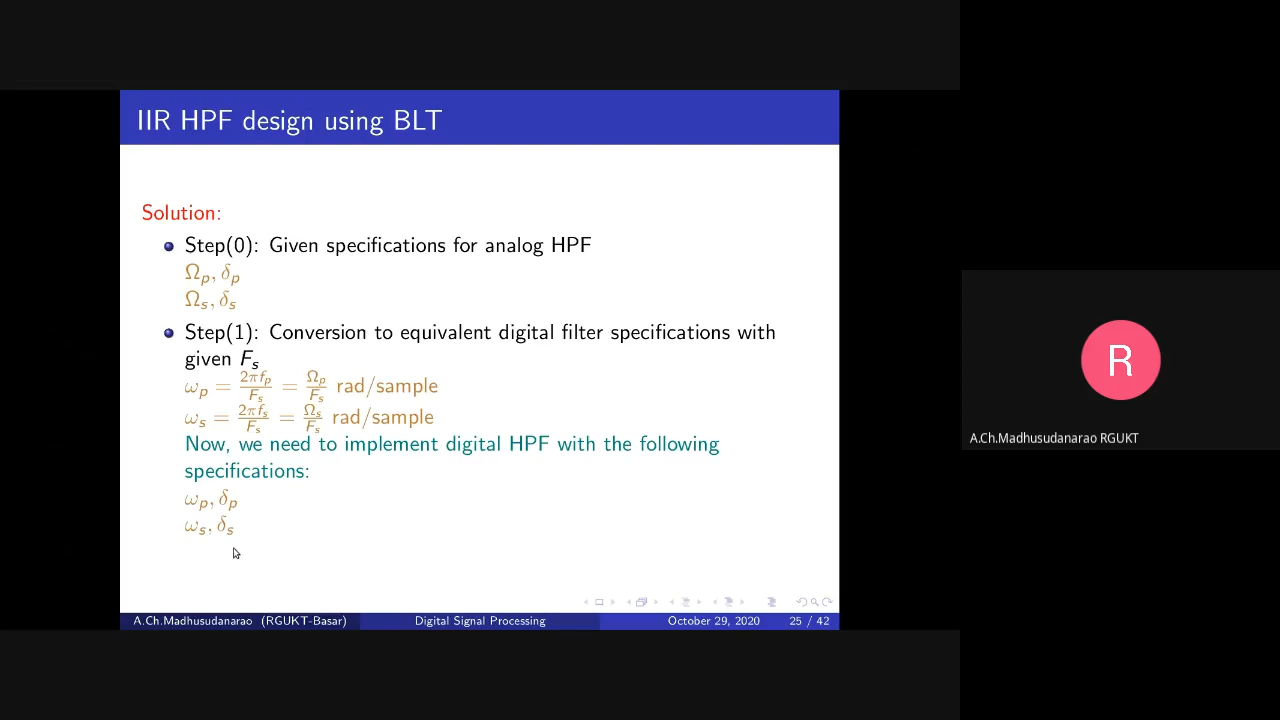 IIR HPF design using BLT
Solution:
Step(0): Given specifications for analog HPF
Ωp, δp
Ωs, δs
Step(1): Conversion to equivalent digital filter specifications with
given Fs
ωp = 2πfp/Fs = Ωp/Fs rad/sample
ωs = 2πfs/Fs = Ωs/Fs rad/sample
Now, we need to implement digital HPF with the following
specifications:
ωp, δp
ωs, δs
A.Ch.Madhusudanarao (RGUKT-Basar) Digital Signal Processing October 29, 2020 25 / 42
R
A.Ch.Madhusudanarao RGUKT